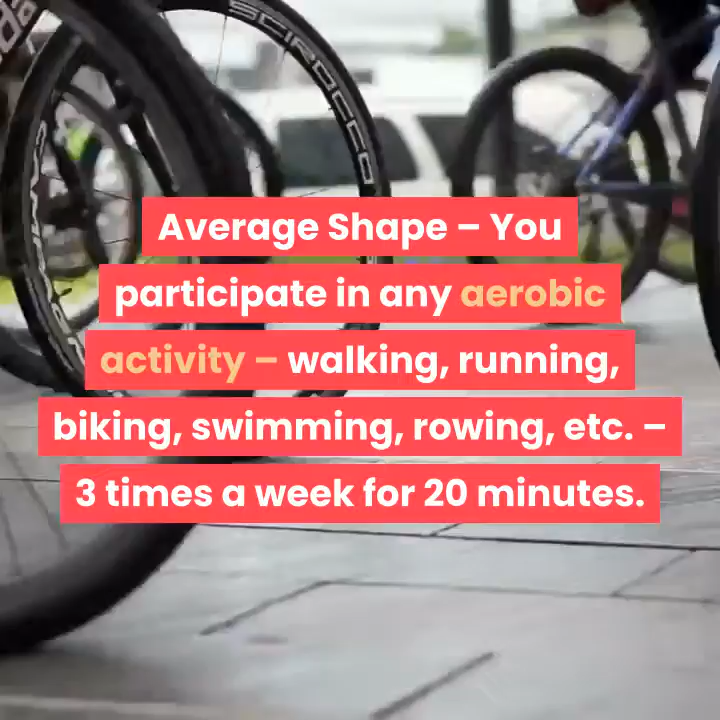 SCIROCCO
Average Shape – You
participate in any aerobic
activity – walking, running,
biking, swimming, rowing, etc. –
3 times a week for 20 minutes.